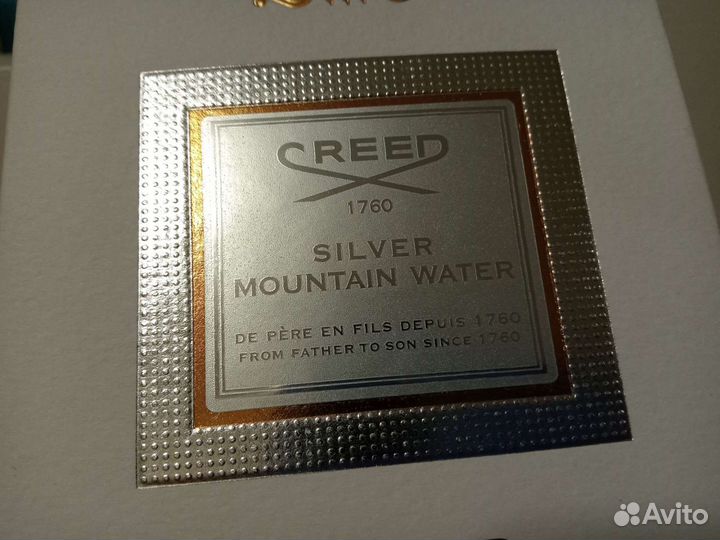 CREED
1760
SILVER
MOUNTAIN WATER
DE PÈRE EN FILS DEPUIS 1760
FROM FATHER TO SON SINCE 1760
Avito